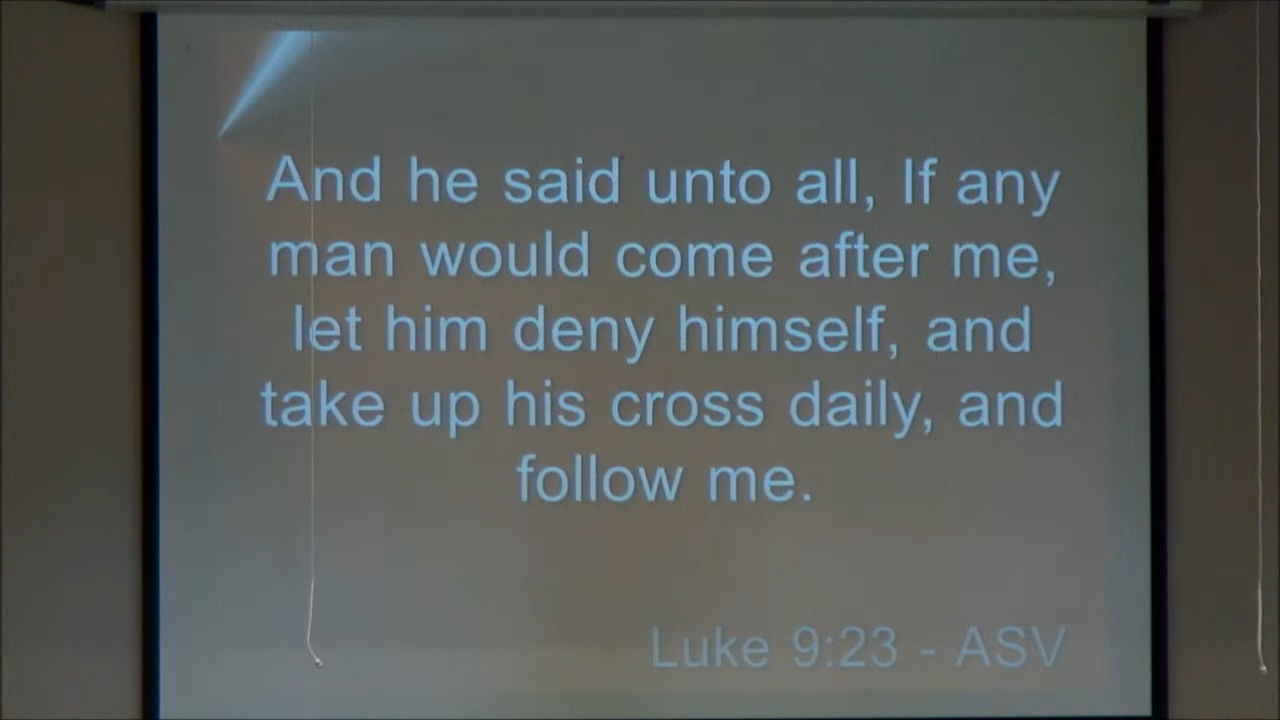 And he said unto all, If any
man would come after me,
let him deny himself, and
take up his cross daily, and
follow me.
Luke 9:23 - ASV